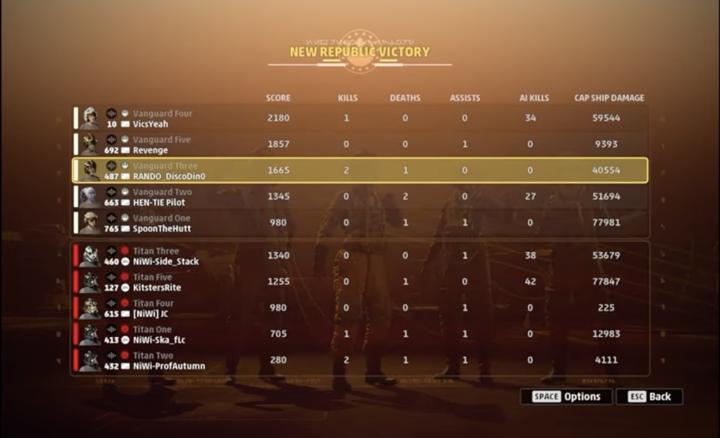 NEW REPUBLIC VICTORY
SCORE KILLS DEATHS ASSISTS AI KILLS CAP SHIP DAMAGE
Vanguard Four
10 VicsYeah 2180 1 0 0 34 59544
Vanguard Five
692 Revenge 1857 0 0 1 0 9393
Vanguard Three
487 RANDO_DiscoDin0 1665 2 1 0 0 40554
Vanguard Two
663 HEN-TIE Pilot 1345 0 2 0 27 51694
Vanguard One
765 SpoonTheHutt 980 0 1 1 0 77981
Titan Three
460 NiWi-Side_Stack 1340 0 0 1 38 53679
Titan Five
127 KitstersRite 1255 0 1 0 42 77847
Titan Four
615 [NiWi] JC 980 0 0 1 0 225
Titan One
413 NiWi-Ska_fLc 705 1 1 1 0 12983
Titan Two
432 NiWi-ProfAutumn 280 2 1 1 0 4111
SPACE Options ESC Back